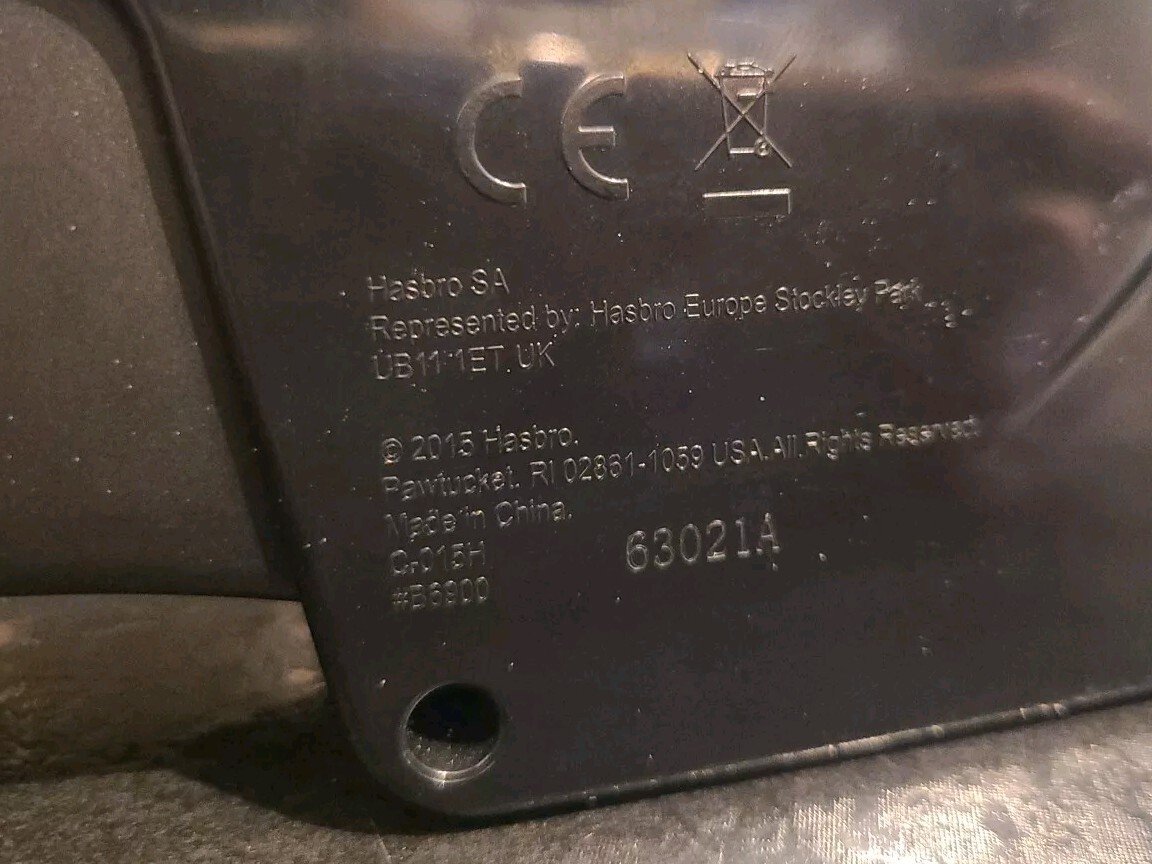 CE
Hasbro SA
Represented by: Hasbro Europe Stockley Park
UB11 1ET. UK
© 2015 Hasbro.
Pawtucket. RI 02861-1059 USA. All Rights Reserved.
Made in China.
63021A
#B6900